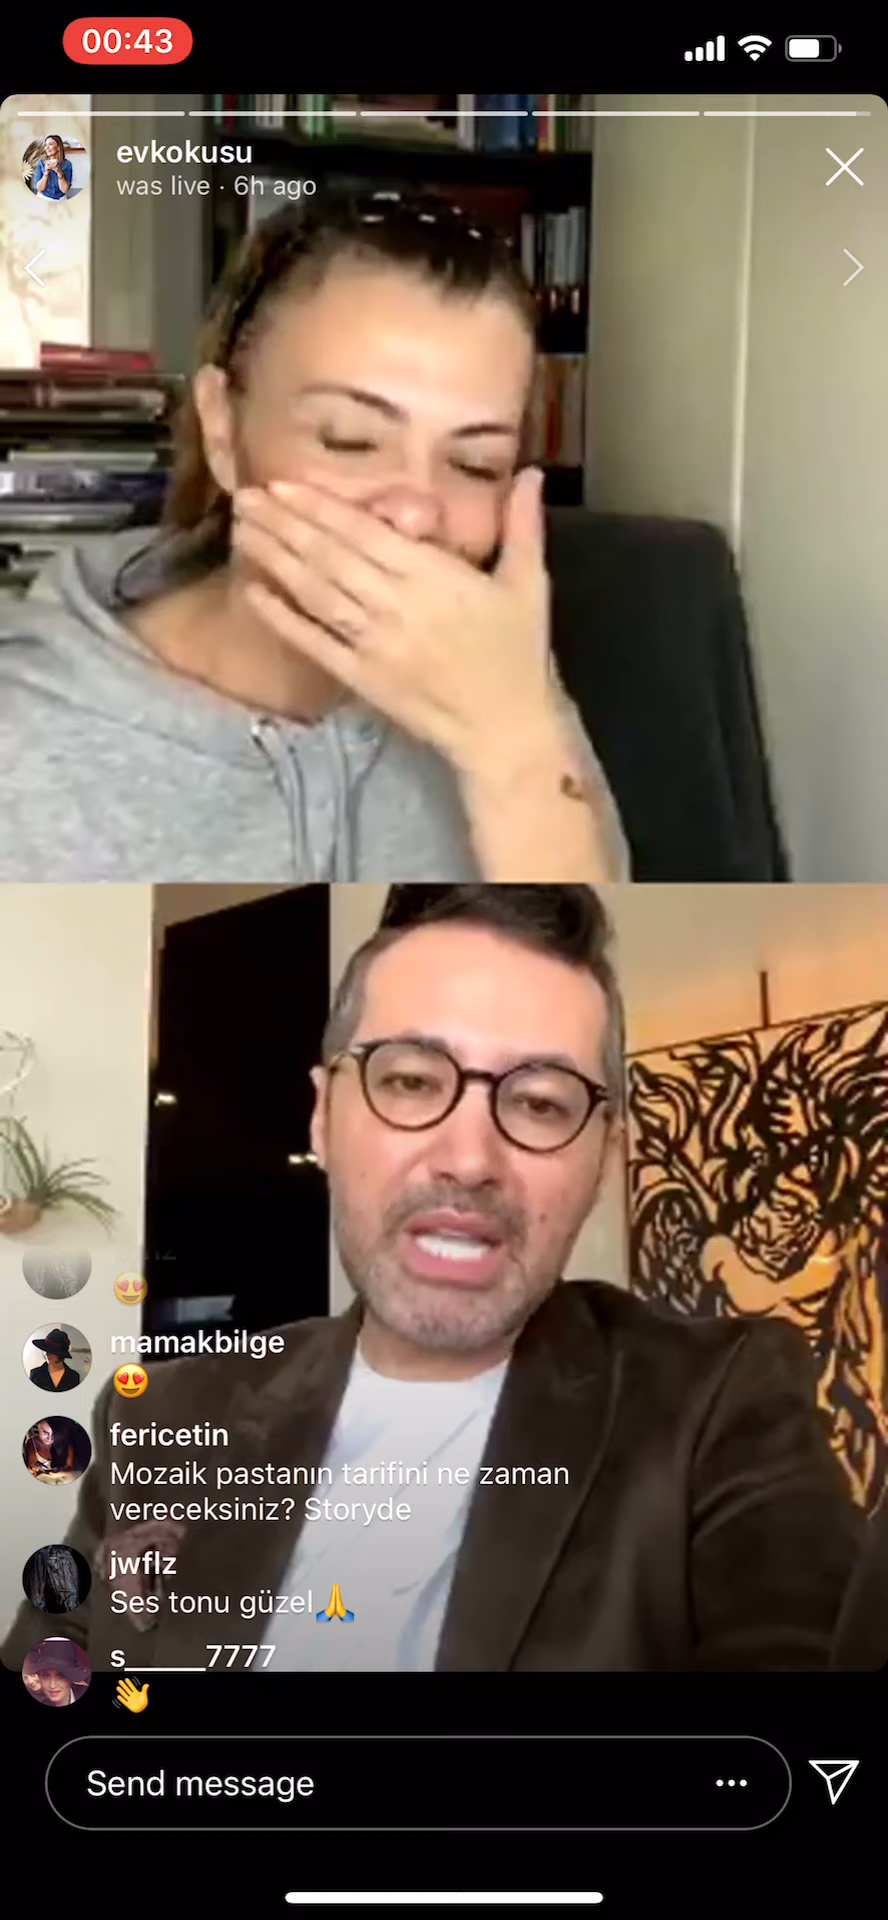 00:43
evkokusu
was live · 6h ago
mamakbilge
😍
fericetin
Mozaik pastanın tarifini ne zaman
vereceksiniz? Storyde
jwflz
Ses tonu güzel🙏
s_____7777
👋
Send message